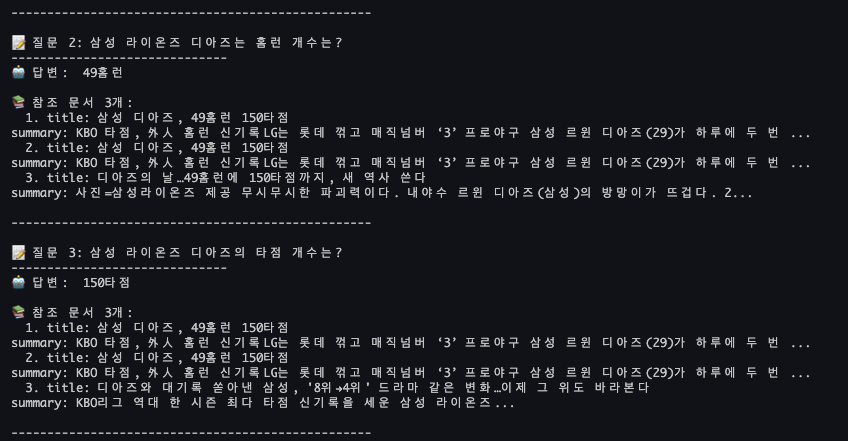 --------------------------------------------------
📝 질문 2: 삼성 라이온즈 디아즈는 홈런 개수는?
------------------------------
🤖 답변: 49홈런
📚 참조 문서 3개:
1. title: 삼성 디아즈, 49홈런 150타점
summary: KBO 타점, 外人 홈런 신기록LG는 롯데 꺾고 매직넘버 ‘3’ 프로야구 삼성 르윈 디아즈(29)가 하루에 두 번 ...
2. title: 삼성 디아즈, 49홈런 150타점
summary: KBO 타점, 外人 홈런 신기록LG는 롯데 꺾고 매직넘버 ‘3’ 프로야구 삼성 르윈 디아즈(29)가 하루에 두 번 ...
3. title: 디아즈의 날…49홈런에 150타점까지, 새 역사 쓴다
summary: 사진=삼성라이온즈 제공 무시무시한 파괴력이다. 내야수 르윈 디아즈(삼성)의 방망이가 뜨겁다. 2...
--------------------------------------------------
📝 질문 3: 삼성 라이온즈 디아즈의 타점 개수는?
------------------------------
🤖 답변: 150타점
📚 참조 문서 3개:
1. title: 삼성 디아즈, 49홈런 150타점
summary: KBO 타점, 外人 홈런 신기록LG는 롯데 꺾고 매직넘버 ‘3’ 프로야구 삼성 르윈 디아즈(29)가 하루에 두 번 ...
2. title: 삼성 디아즈, 49홈런 150타점
summary: KBO 타점, 外人 홈런 신기록LG는 롯데 꺾고 매직넘버 ‘3’ 프로야구 삼성 르윈 디아즈(29)가 하루에 두 번 ...
3. title: 디아즈와 대기록 쏟아낸 삼성, '8위→4위' 드라마 같은 변화…이제 그 위도 바라본다
summary: KBO리그 역대 한 시즌 최다 타점 신기록을 세운 삼성 라이온즈...
--------------------------------------------------